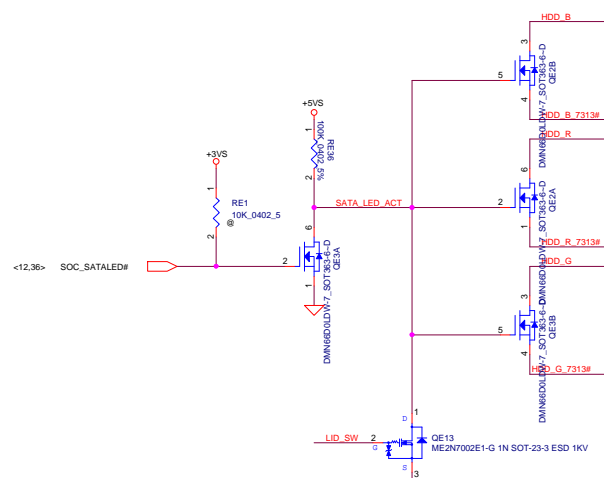 HDD_B
3
5
4
DMN66D0LDW-7_SOT363-6~D
QE2B
HDD_B_7313#
HDD_R
+5VS
1
2
100K_0402_5%
RE36
+3VS
1
2
RE1
10K_0402_5
@
SATA_LED_ACT
6
2
1
DMN66D0LDW-7_SOT363-6~D
QE2A
HDD_R_7313#
HDD_G
<12,36>
SOC_SATALED#
2
6
1
DMN66D0LDW-7_SOT363-6~D
QE3A
3
5
4
DMN66D0LDW-7_SOT363-6~D
QE3B
HDD_G_7313#
1
D
LID_SW
2
G
QE13
ME2N7002E1-G 1N SOT-23-3 ESD 1KV
S
3